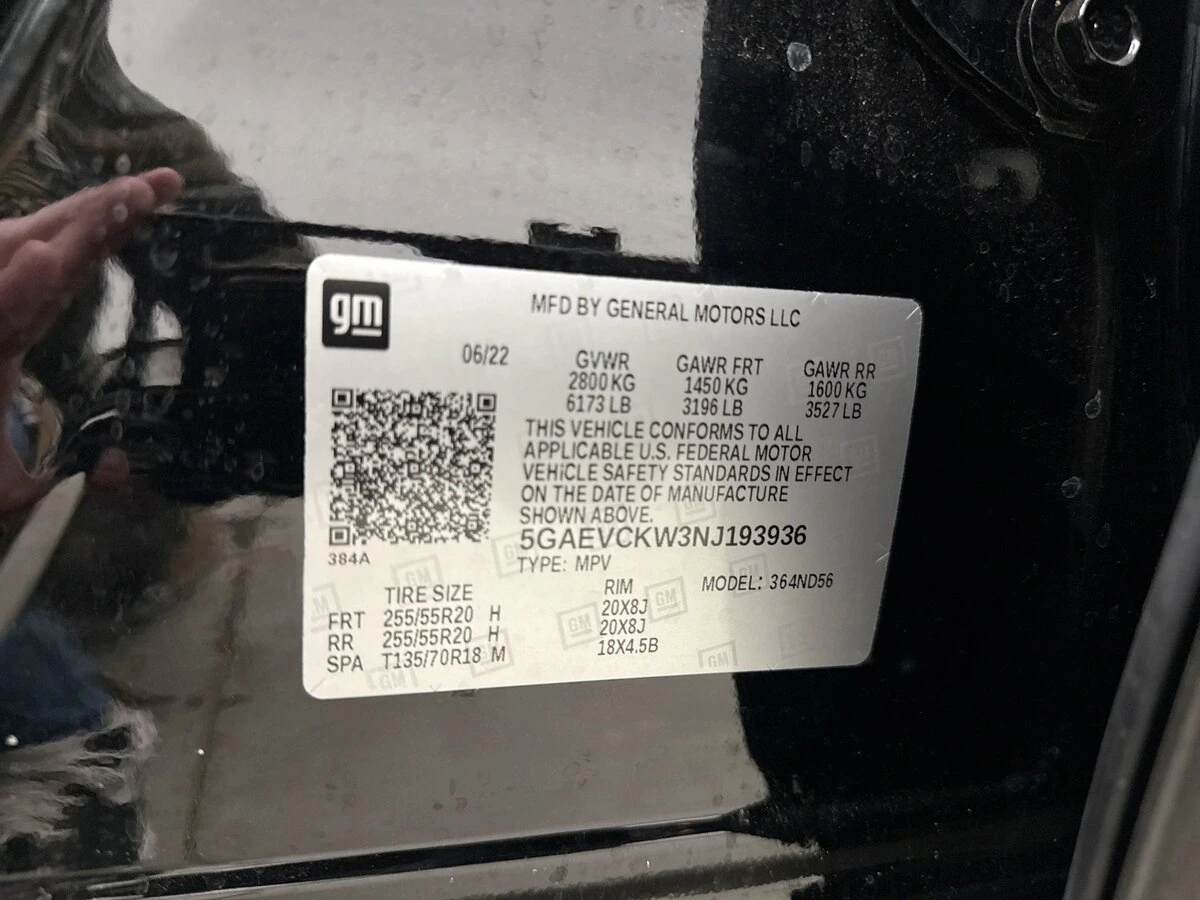 gm
MFD BY GENERAL MOTORS LLC
06/22 GVWR GAWR FRT GAWR RR
2800 KG 1450 KG 1600 KG
6173 LB 3196 LB 3527 LB
THIS VEHICLE CONFORMS TO ALL
APPLICABLE U.S. FEDERAL MOTOR
VEHICLE SAFETY STANDARDS IN EFFECT
ON THE DATE OF MANUFACTURE
SHOWN ABOVE.
5GAEVCKW3NJ193936
384A
TYPE: MPV
TIRE SIZE RIM MODEL: 364ND56
FRT 255/55R20 H 20X8J
RR 255/55R20 H 20X8J
SPA T135/70R18 M 18X4.5B